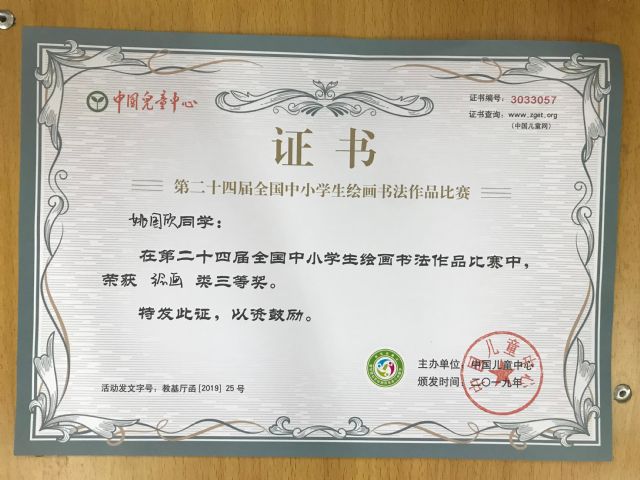 中国儿童中心
证书编号：3033057
证书查询：www.zget.org
（中国儿童网）
证书
第二十四届全国中小学生绘画书法作品比赛
姚图欣同学：
在第二十四届全国中小学生绘画书法作品比赛中，
荣获 绘画 类三等奖。
特发此证，以资鼓励。
主办单位：中国儿童中心
颁发时间：二〇一九年
活动发文字号，教基厅函 [2019] 25 号
中国儿童中心